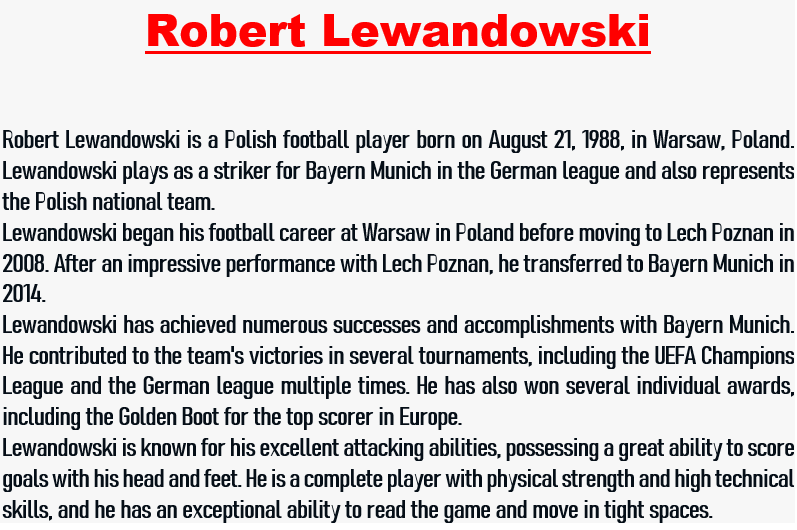 Robert Lewandowski
Robert Lewandowski is a Polish football player born on August 21, 1988, in Warsaw, Poland.
Lewandowski plays as a striker for Bayern Munich in the German league and also represents
the Polish national team.
Lewandowski began his football career at Warsaw in Poland before moving to Lech Poznan in
2008. After an impressive performance with Lech Poznan, he transferred to Bayern Munich in
2014.
Lewandowski has achieved numerous successes and accomplishments with Bayern Munich.
He contributed to the team's victories in several tournaments, including the UEFA Champions
League and the German league multiple times. He has also won several individual awards,
including the Golden Boot for the top scorer in Europe.
Lewandowski is known for his excellent attacking abilities, possessing a great ability to score
goals with his head and feet. He is a complete player with physical strength and high technical
skills, and he has an exceptional ability to read the game and move in tight spaces.